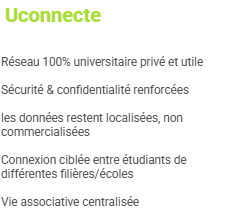 Uconnecte
Réseau 100% universitaire privé et utile
Sécurité & confidentialité renforcées
les données restent localisées, non
commercialisées
Connexion ciblée entre étudiants de
différentes filières/écoles
Vie associative centralisée